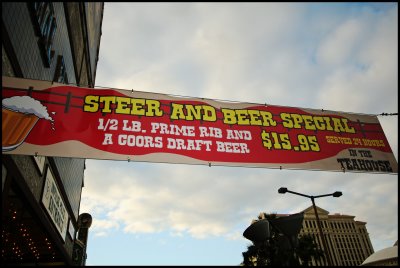 STEER AND BEER SPECIAL
1/2 LB. PRIME RIB AND
A COORS DRAFT BEER
$15.95
SERVED 24 HOURS
IN THE
TEAHOUSE